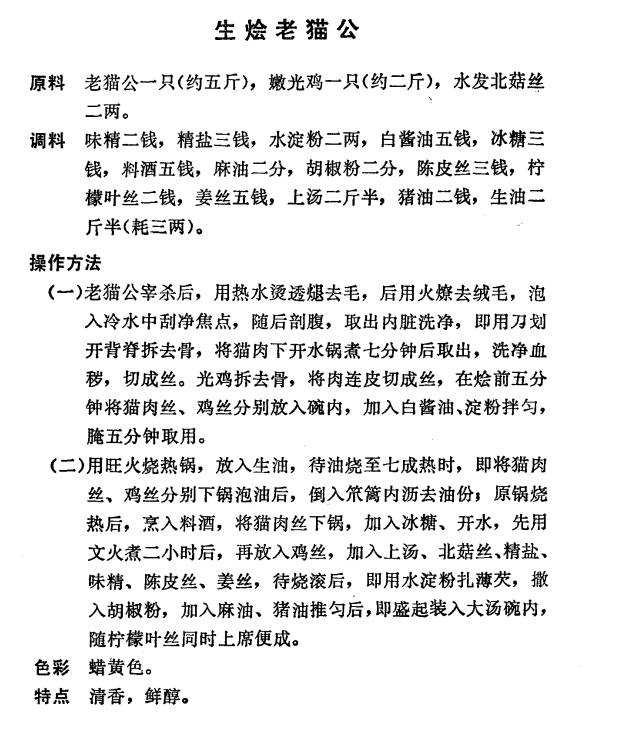 生烩老猫公
原料 老猫公一只(约五斤)，嫩光鸡一只(约二斤)，水发北菇丝
二两。
调料 味精二钱，精盐三钱，水淀粉二两，白酱油五钱，冰糖三
钱，料酒五钱，麻油二分，胡椒粉二分，陈皮丝三钱，柠
檬叶丝二钱，姜丝五钱，上汤二斤半，猪油二钱，生油二
斤半(耗三两)。
操作方法
(一)老猫公宰杀后，用热水烫透煺去毛，后用火燎去绒毛，泡
入冷水中刮净焦点，随后剖腹，取出内脏洗净，即用刀划
开背脊拆去骨，将猫肉下开水锅煮七分钟后取出，洗净血
秽，切成丝。光鸡拆去骨，将肉连皮切成丝，在烩前五分
钟将猫肉丝、鸡丝分别放入碗内，加入白酱油、淀粉拌匀，
腌五分钟取用。
(二)用旺火烧热锅，放入生油，待油烧至七成热时，即将猫肉
丝、鸡丝分别下锅泡油后，倒入笊篱内沥去油份；原锅烧
热后，烹入料酒，将猫肉丝下锅，加入冰糖、开水，先用
文火煮二小时后，再放入鸡丝，加入上汤、北菇丝、精盐、
味精、陈皮丝、姜丝，待烧滚后，即用水淀粉扎薄芡，撒
入胡椒粉，加入麻油、猪油推匀后，即盛起装入大汤碗内，
随柠檬叶丝同时上席便成。
色彩 蜡黄色。
特点 清香，鲜醇。